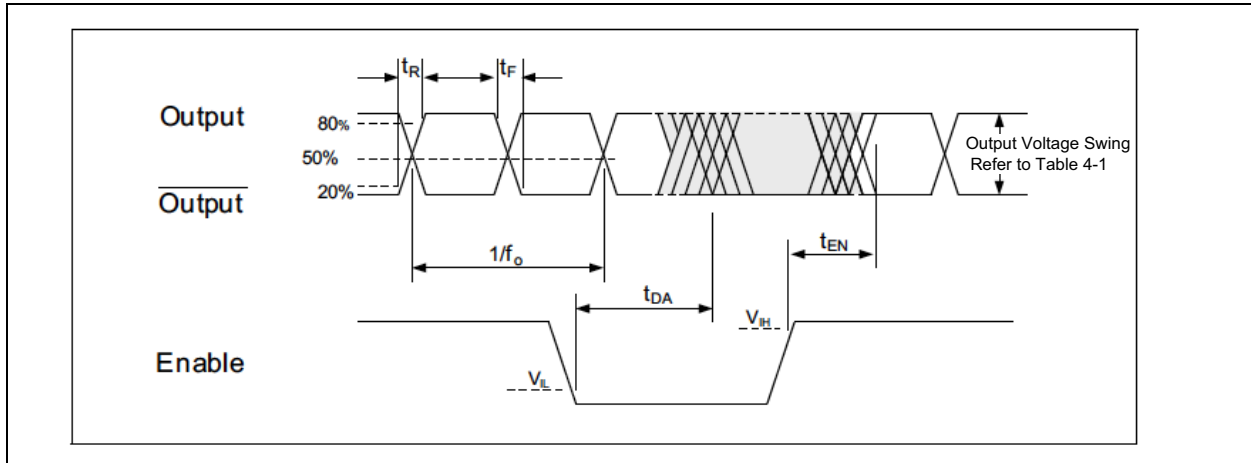 tR
tF
Output
80%
50%
20%
Output
Output Voltage Swing
Refer to Table 4-1
1/fo
tEN
tDA
VIH
Enable
VIL